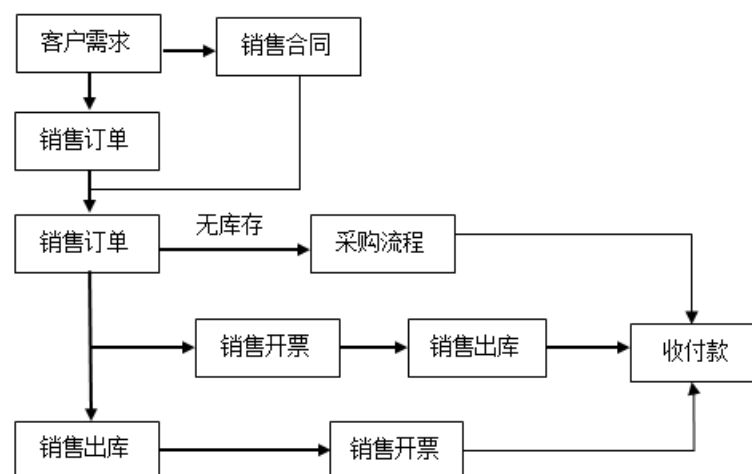 客户需求
销售合同
销售订单
销售订单
无库存
采购流程
销售开票
销售出库
收付款
销售出库
销售开票